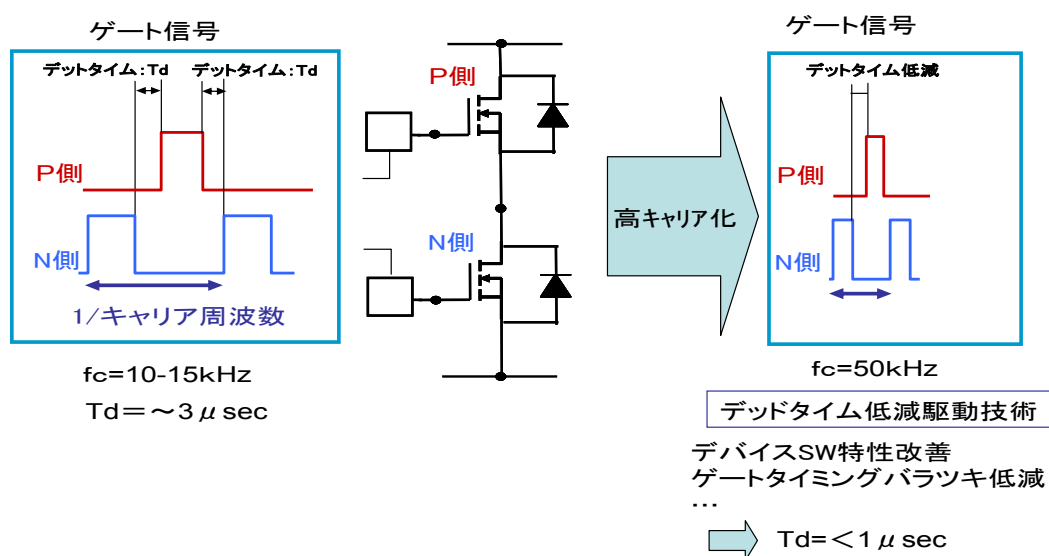 ゲート信号
デットタイム:Td
デットタイム:Td
P側
N側
1/キャリア周波数
fc=10-15kHz
Td=~3μsec
P側
N側
高キャリア化
ゲート信号
デットタイム低減
P側
N側
fc=50kHz
デッドタイム低減駆動技術
デバイスSW特性改善
ゲートタイミングバラツキ低減
…
Td=<1μsec